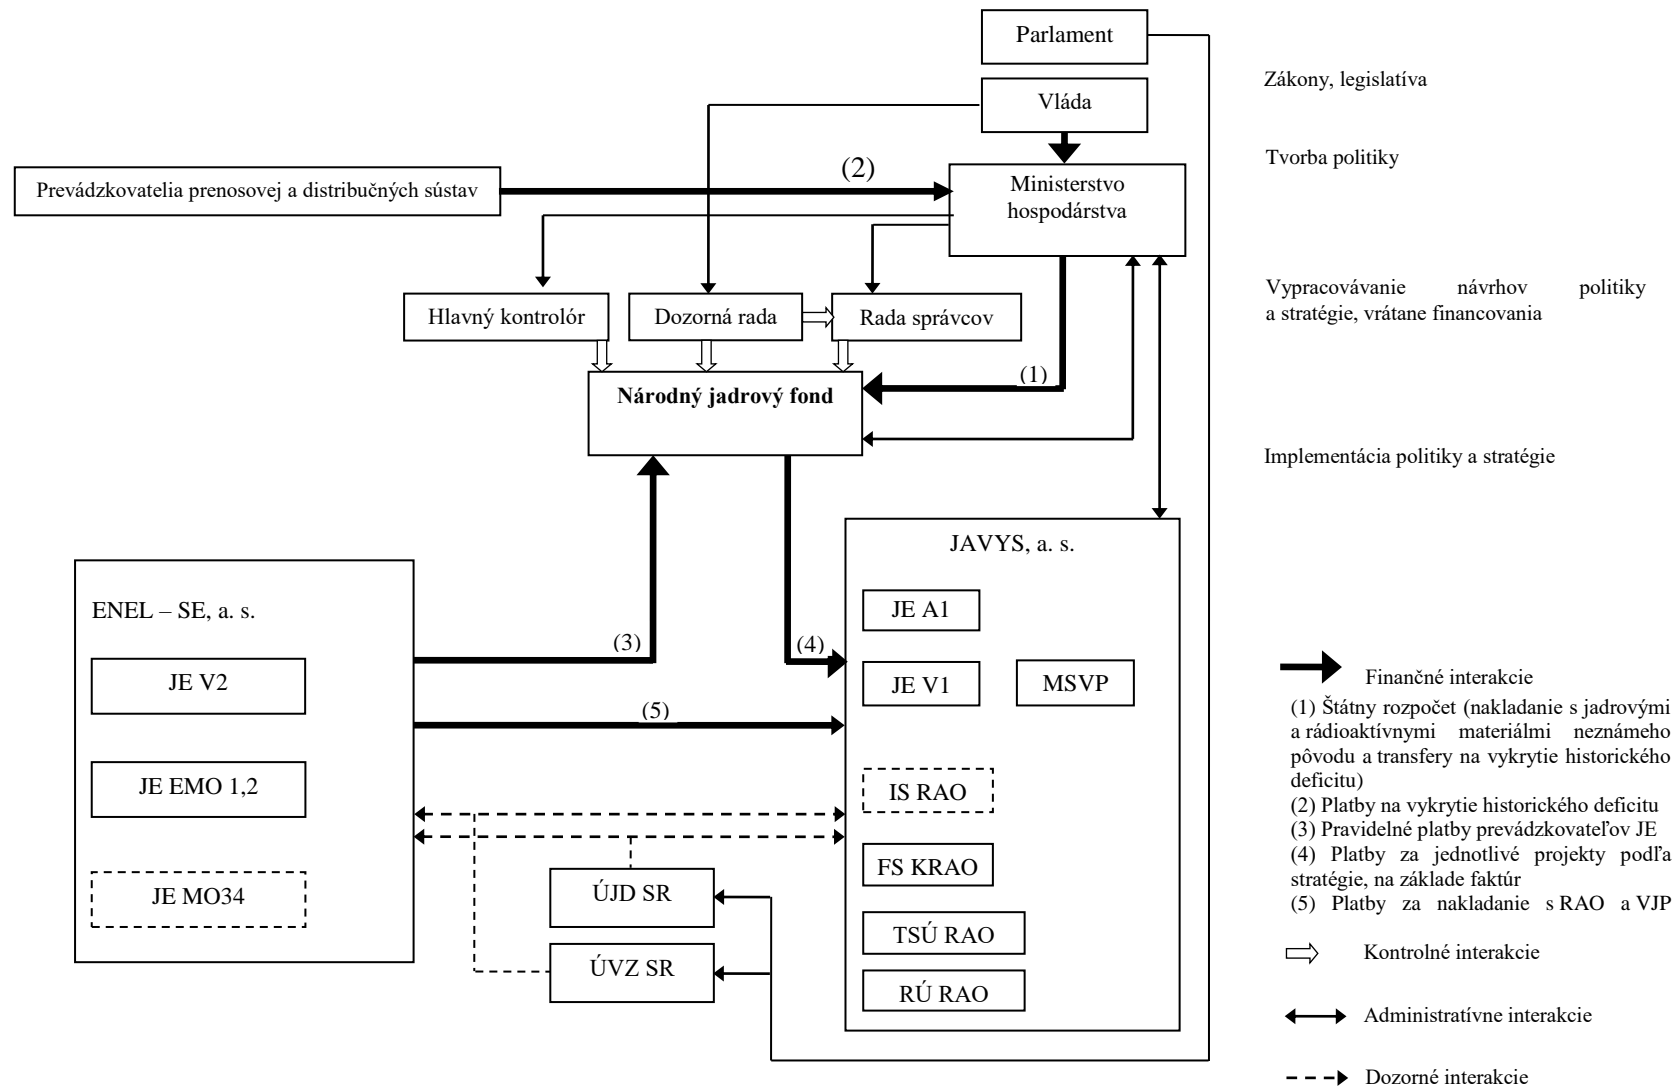 Parlament
Zákony, legislatíva
Vláda
Tvorba politiky
(2)
Prevádzkovatelia prenosovej a distribučných sústav
Ministerstvo
hospodárstva
Vypracovávanie návrhov politiky
a stratégie, vrátane financovania
Hlavný kontrolór
Dozorná rada
Rada správcov
(1)
Národný jadrový fond
Implementácia politiky a stratégie
JAVYS, a. s.
ENEL – SE, a. s.
JE A1
(3)
(4)
JE V2
JE V1
MSVP
(5)
JE EMO 1,2
IS RAO
FS KRAO
JE MO34
ÚJD SR
TSÚ RAO
ÚVZ SR
RÚ RAO
Finančné interakcie
(1) Štátny rozpočet (nakladanie s jadrovými
a rádioaktívnymi materiálmi neznámeho
pôvodu a transfery na vykrytie historického
deficitu)
(2) Platby na vykrytie historického deficitu
(3) Pravidelné platby prevádzkovateľov JE
(4) Platby za jednotlivé projekty podľa
stratégie, na základe faktúr
(5) Platby za nakladanie s RAO a VJP
Kontrolné interakcie
Administratívne interakcie
Dozorné interakcie